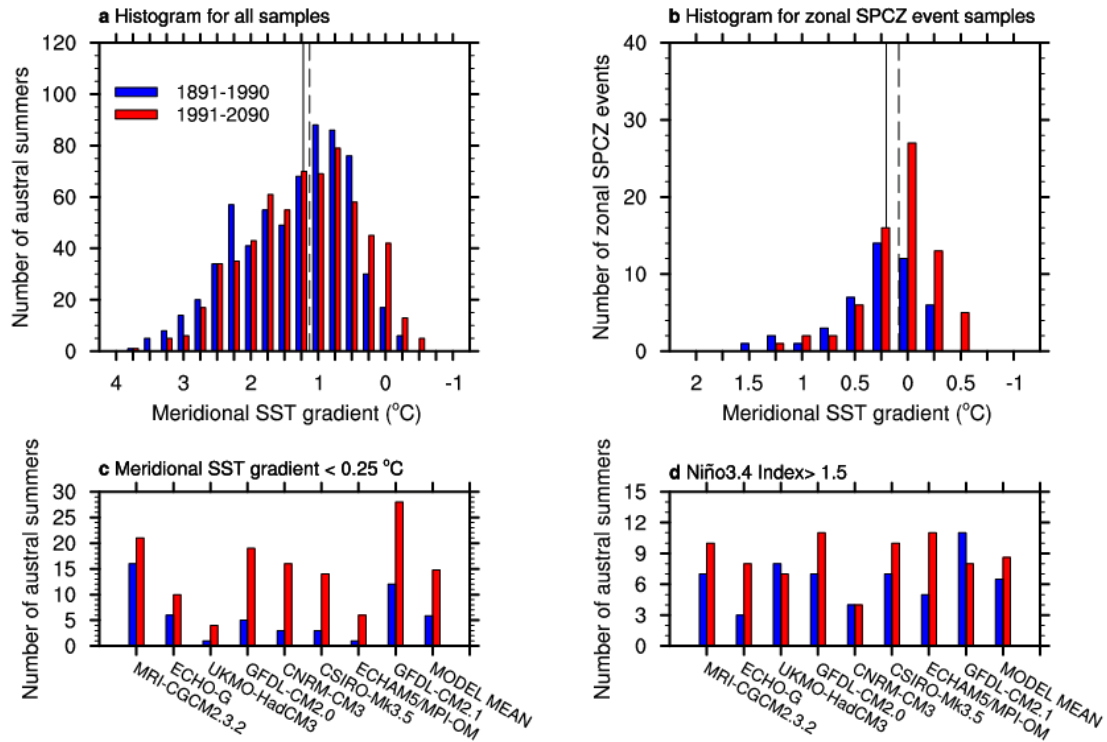 a Histogram for all samples
Number of austral summers
120
100
80
60
40
20
0
1891-1990
1991-2090
4 3 2 1 0 -1
Meridional SST gradient (°C)
b Histogram for zonal SPCZ event samples
Number of zonal SPCZ events
40
30
20
10
0
2 1.5 1 0.5 0 0.5 -1
Meridional SST gradient (°C)
c Meridional SST gradient < 0.25 °C
Number of austral summers
30
25
20
15
10
5
0
MRI-CGCM2.3.2
ECHO-G
UKMO-HadCM3
GFDL-CM2.0
CNRM-CM3
CSIRO-Mk3.5
ECHAM5/MPI-OM
GFDL-CM2.1
MODEL MEAN
d Niño3.4 Index> 1.5
Number of austral summers
15
12
9
6
3
0
MRI-CGCM2.3.2
ECHO-G
UKMO-HadCM3
GFDL-CM2.0
CNRM-CM3
CSIRO-Mk3.5
ECHAM5/MPI-OM
GFDL-CM2.1
MODEL MEAN